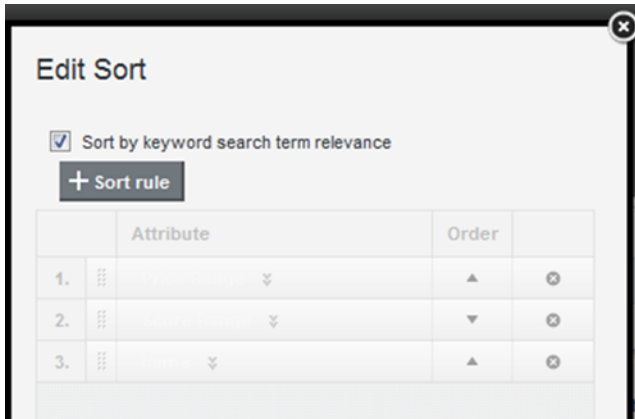 Edit Sort
Sort by keyword search term relevance
+ Sort rule
Attribute Order
1.
2.
3.